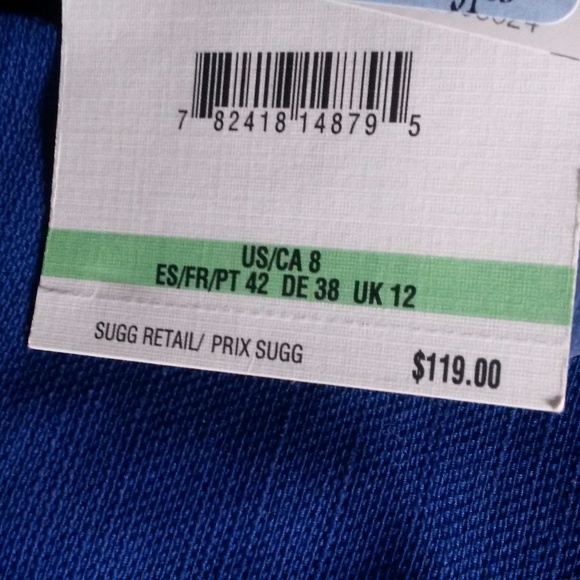 7 82418 14879 5
US/CA 8
ES/FR/PT 42 DE 38 UK 12
SUGG RETAIL/ PRIX SUGG $119.00